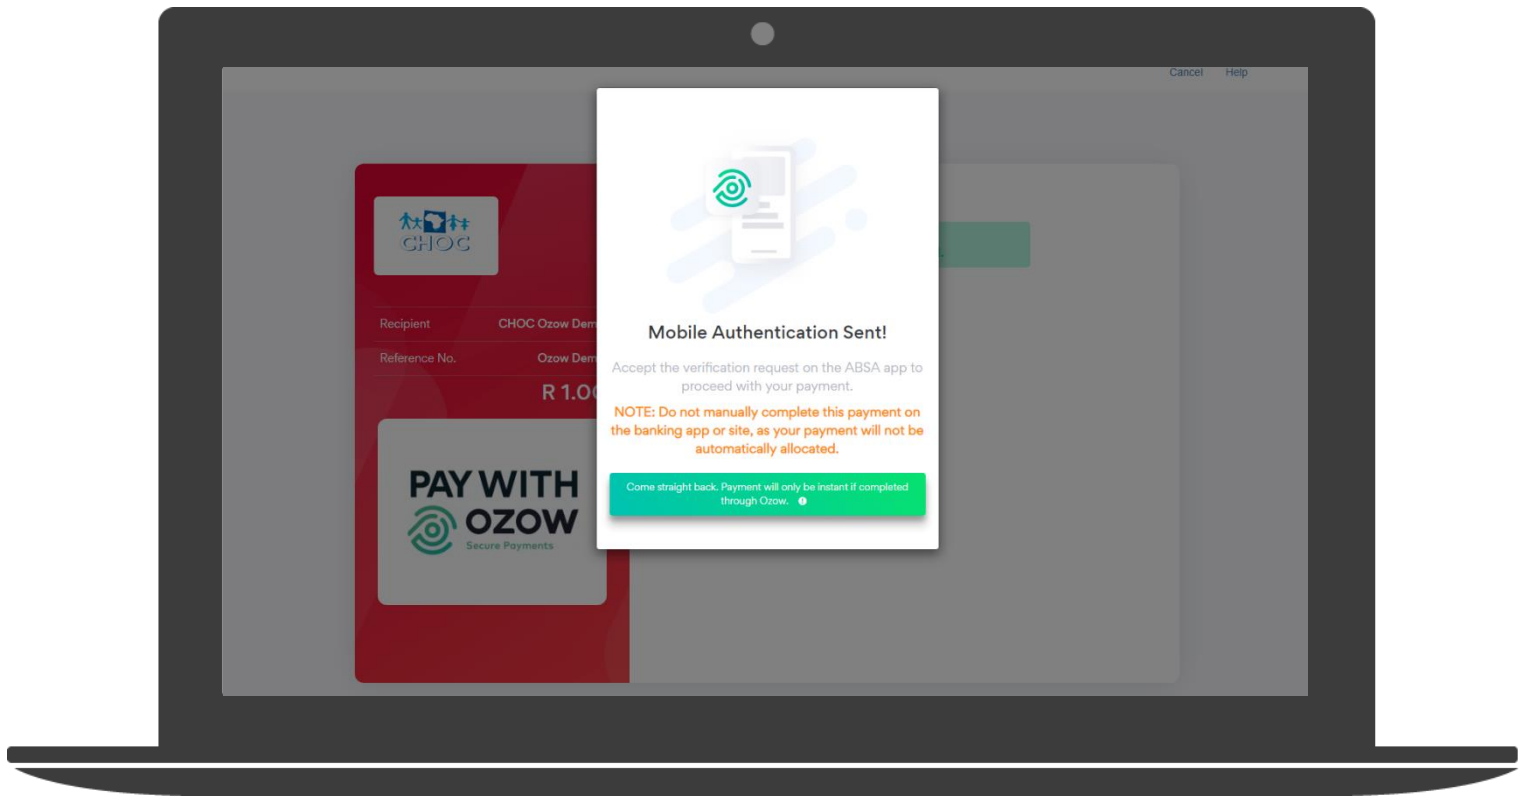 Cancel Help
CHOC
Recipient CHOC Ozow Dem
Reference No. Ozow Dem
R 1.00
PAY WITH
OZOW
Secure Payments
Mobile Authentication Sent!
Accept the verification request on the ABSA app to
proceed with your payment.
NOTE: Do not manually complete this payment on
the banking app or site, as your payment will not be
automatically allocated.
Come straight back. Payment will only be instant if completed
through Ozow.